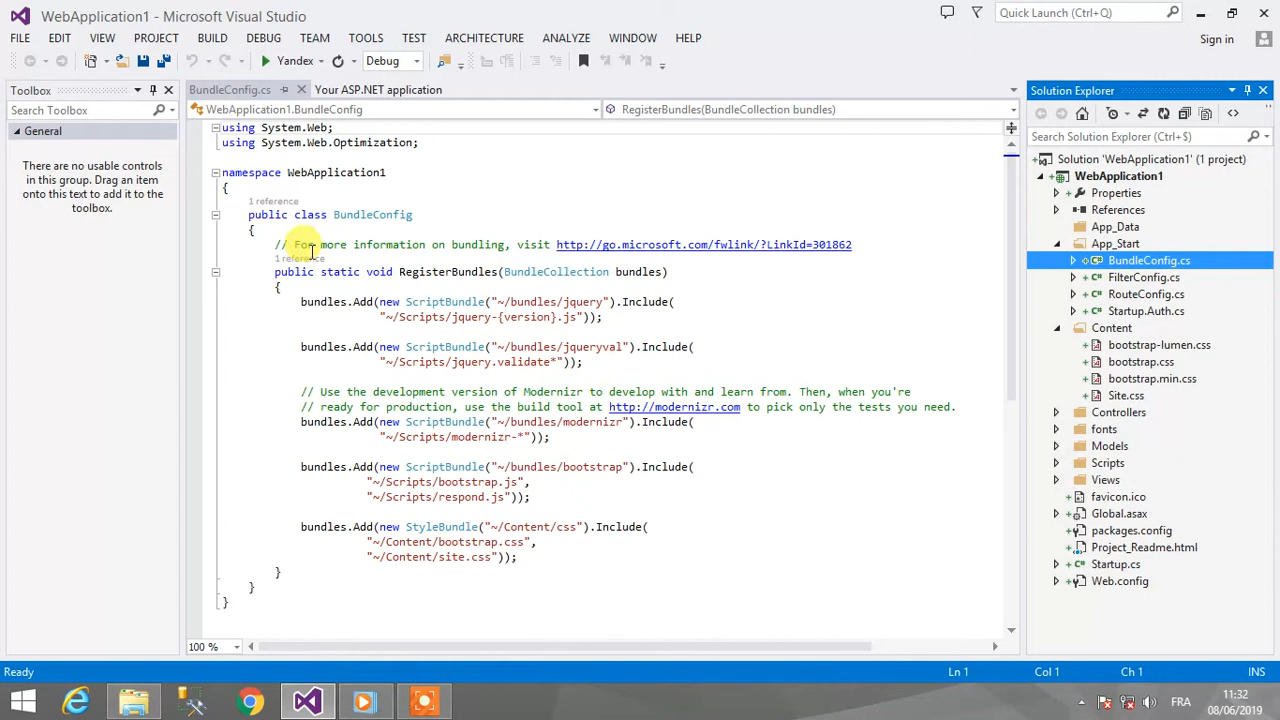 WebApplication1 - Microsoft Visual Studio
Quick Launch (Ctrl+Q)
FILE EDIT VIEW PROJECT BUILD DEBUG TEAM TOOLS TEST ARCHITECTURE ANALYZE WINDOW HELP
Sign in
Yandex Debug
Toolbox
Search Toolbox
General
There are no usable controls
in this group. Drag an item
onto this text to add it to the
toolbox.
BundleConfig.cs Your ASP.NET application
WebApplication1.BundleConfig RegisterBundles(BundleCollection bundles)
using System.Web;
using System.Web.Optimization;
namespace WebApplication1
{
1 reference
public class BundleConfig
{
// For more information on bundling, visit http://go.microsoft.com/fwlink/?LinkId=301862
1 reference
public static void RegisterBundles(BundleCollection bundles)
{
bundles.Add(new ScriptBundle("~/bundles/jquery").Include(
"~/Scripts/jquery-{version}.js"));
bundles.Add(new ScriptBundle("~/bundles/jqueryval").Include(
"~/Scripts/jquery.validate*"));
// Use the development version of Modernizr to develop with and learn from. Then, when you're
// ready for production, use the build tool at http://modernizr.com to pick only the tests you need.
bundles.Add(new ScriptBundle("~/bundles/modernizr").Include(
"~/Scripts/modernizr-*"));
bundles.Add(new ScriptBundle("~/bundles/bootstrap").Include(
"~/Scripts/bootstrap.js",
"~/Scripts/respond.js"));
bundles.Add(new StyleBundle("~/Content/css").Include(
"~/Content/bootstrap.css",
"~/Content/site.css"));
}
}
}
100 %
Solution Explorer
Search Solution Explorer (Ctrl+$)
Solution 'WebApplication1' (1 project)
WebApplication1
Properties
References
App_Data
App_Start
BundleConfig.cs
FilterConfig.cs
RouteConfig.cs
Startup.Auth.cs
Content
bootstrap-lumen.css
bootstrap.css
bootstrap.min.css
Site.css
Controllers
fonts
Models
Scripts
Views
favicon.ico
Global.asax
packages.config
Project_Readme.html
Startup.cs
Web.config
Ready Ln 1 Col 1 Ch 1 INS
FRA
11:32
08/06/2019